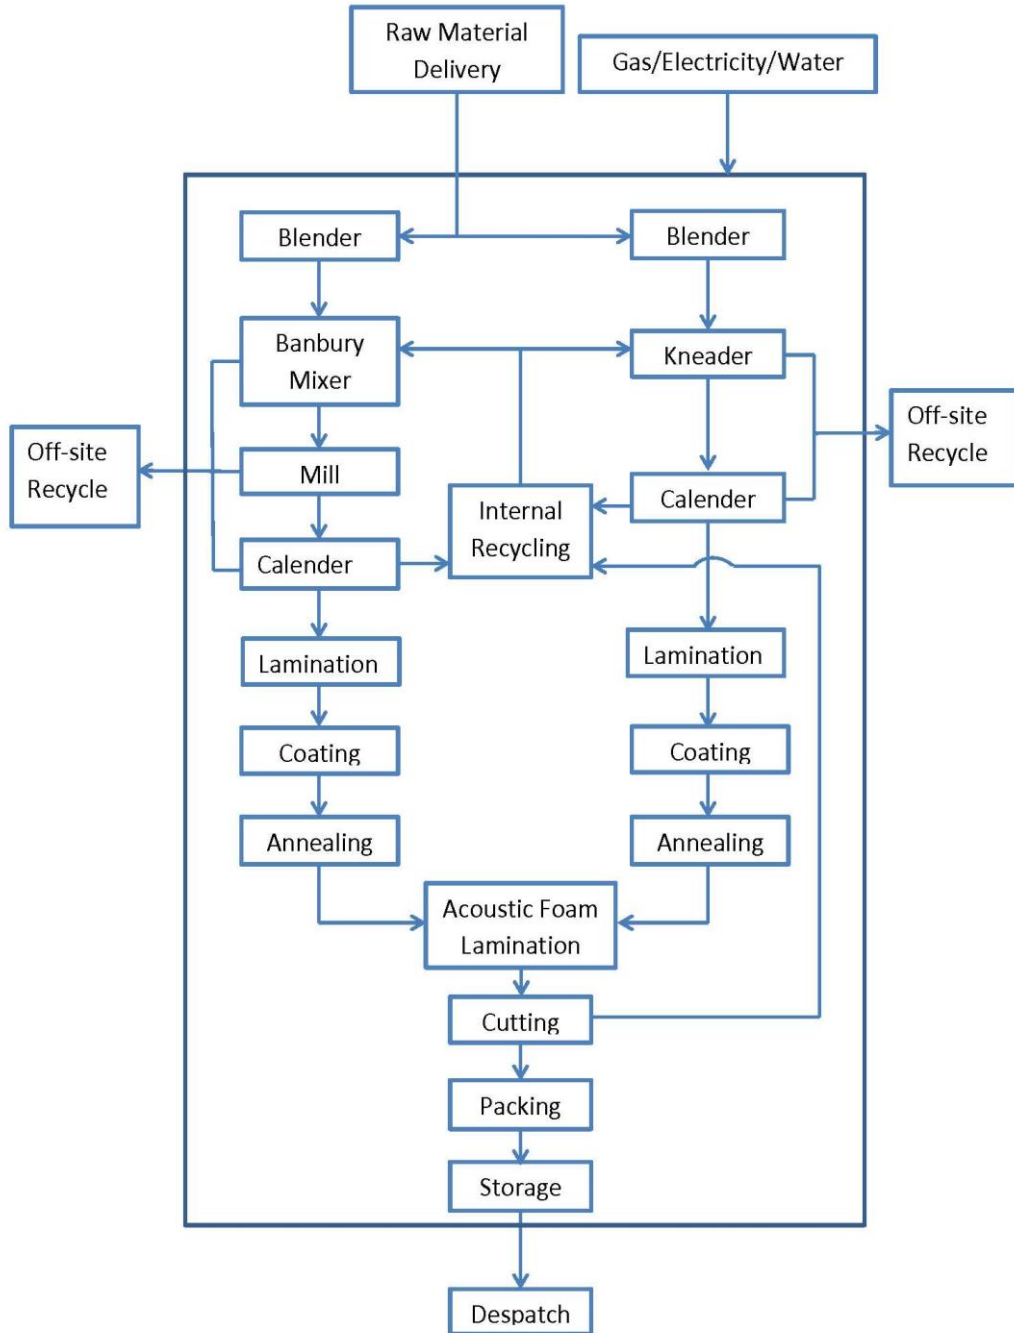 Raw Material
Delivery
Gas/Electricity/Water
Blender
Blender
Banbury
Mixer
Kneader
Off-site
Recycle
Off-site
Recycle
Mill
Internal
Recycling
Calender
Calender
Lamination
Lamination
Coating
Coating
Annealing
Annealing
Acoustic Foam
Lamination
Cutting
Packing
Storage
Despatch